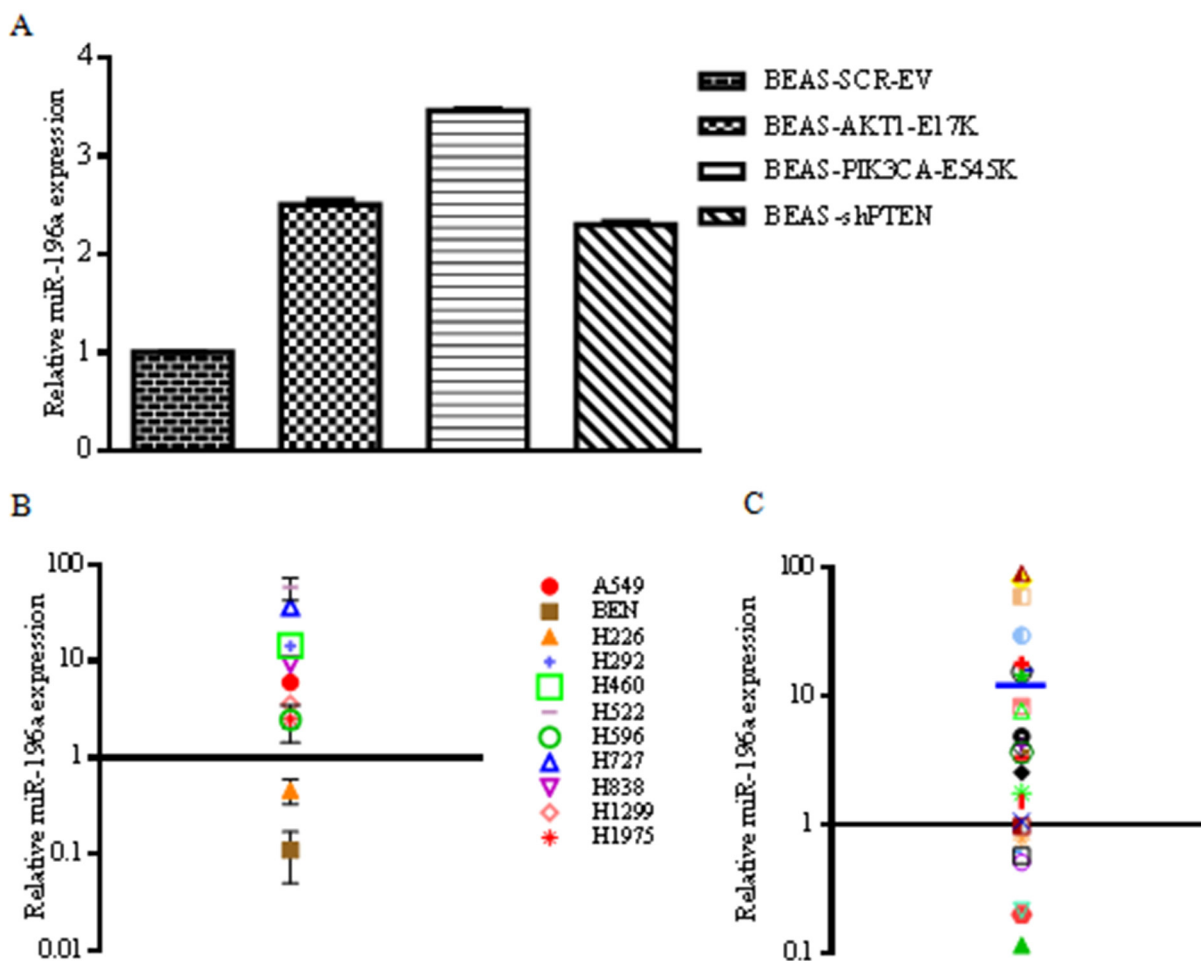 A
Relative miR-196a expression
4
3
2
1
0
BEAS-SCR-EV
BEAS-AKT1-E17K
BEAS-PIK3CA-E545K
BEAS-shPTEN
B
Relative miR-196a expression
100
10
1
0.1
0.01
A549
BEN
H226
H292
H460
H522
H596
H727
H838
H1299
H1975
C
Relative miR-196a expression
100
10
1
0.1